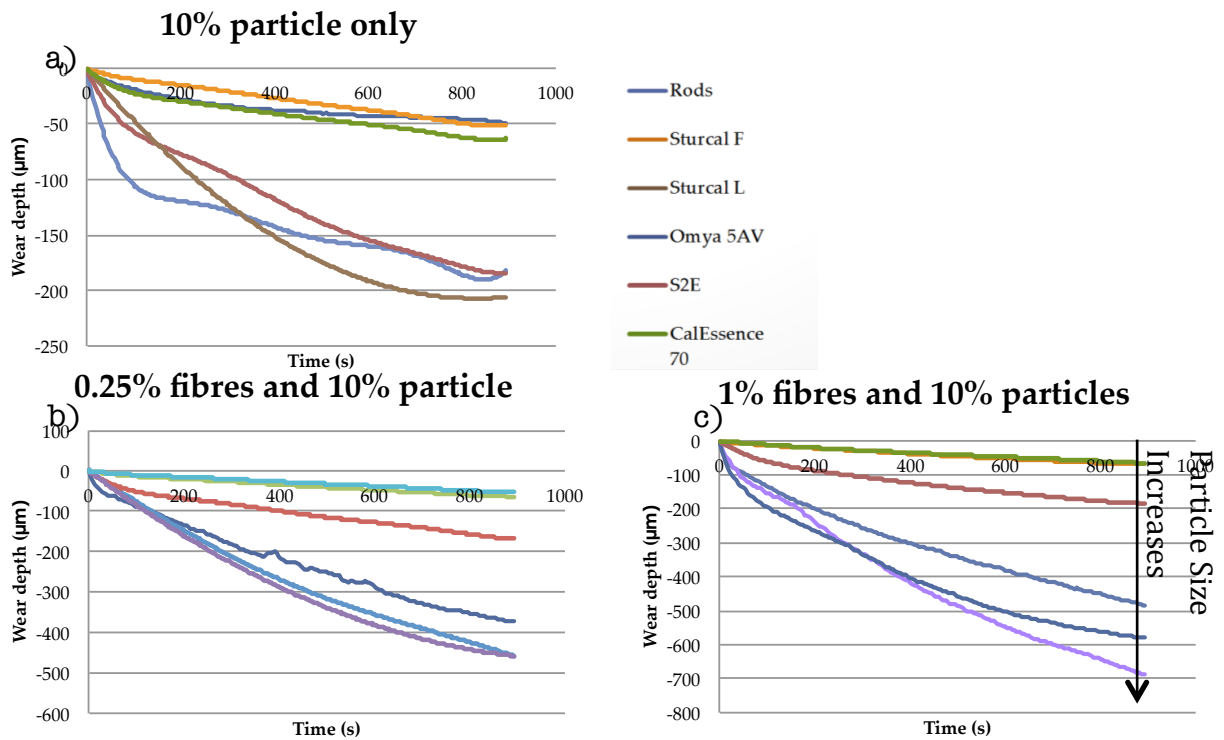 10% particle only
a)
0
0 200 400 600 800 1000
-50
-100
-150
-200
-250
Wear depth (µm)
Time (s)
Rods
Sturcal F
Sturcal L
Omya 5AV
S2E
CalEssence
70
0.25% fibres and 10% particle
b)
100
0
0 200 400 600 800 1000
-100
-200
-300
-400
-500
-600
Wear depth (µm)
Time (s)
1% fibres and 10% particles
c)
0
0 200 400 600 800 1000
-100
-200
-300
-400
-500
-600
-700
-800
Wear depth (µm)
Time (s)
Particle Size
Increases